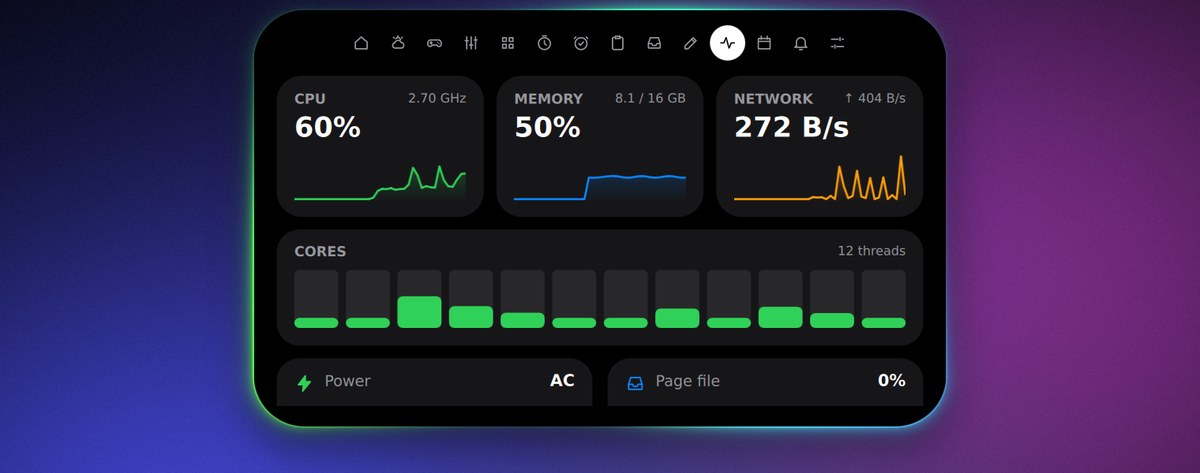 CPU 2.70 GHz
60%
MEMORY 8.1 / 16 GB
50%
NETWORK ↑ 404 B/s
272 B/s
CORES 12 threads
Power AC
Page file 0%